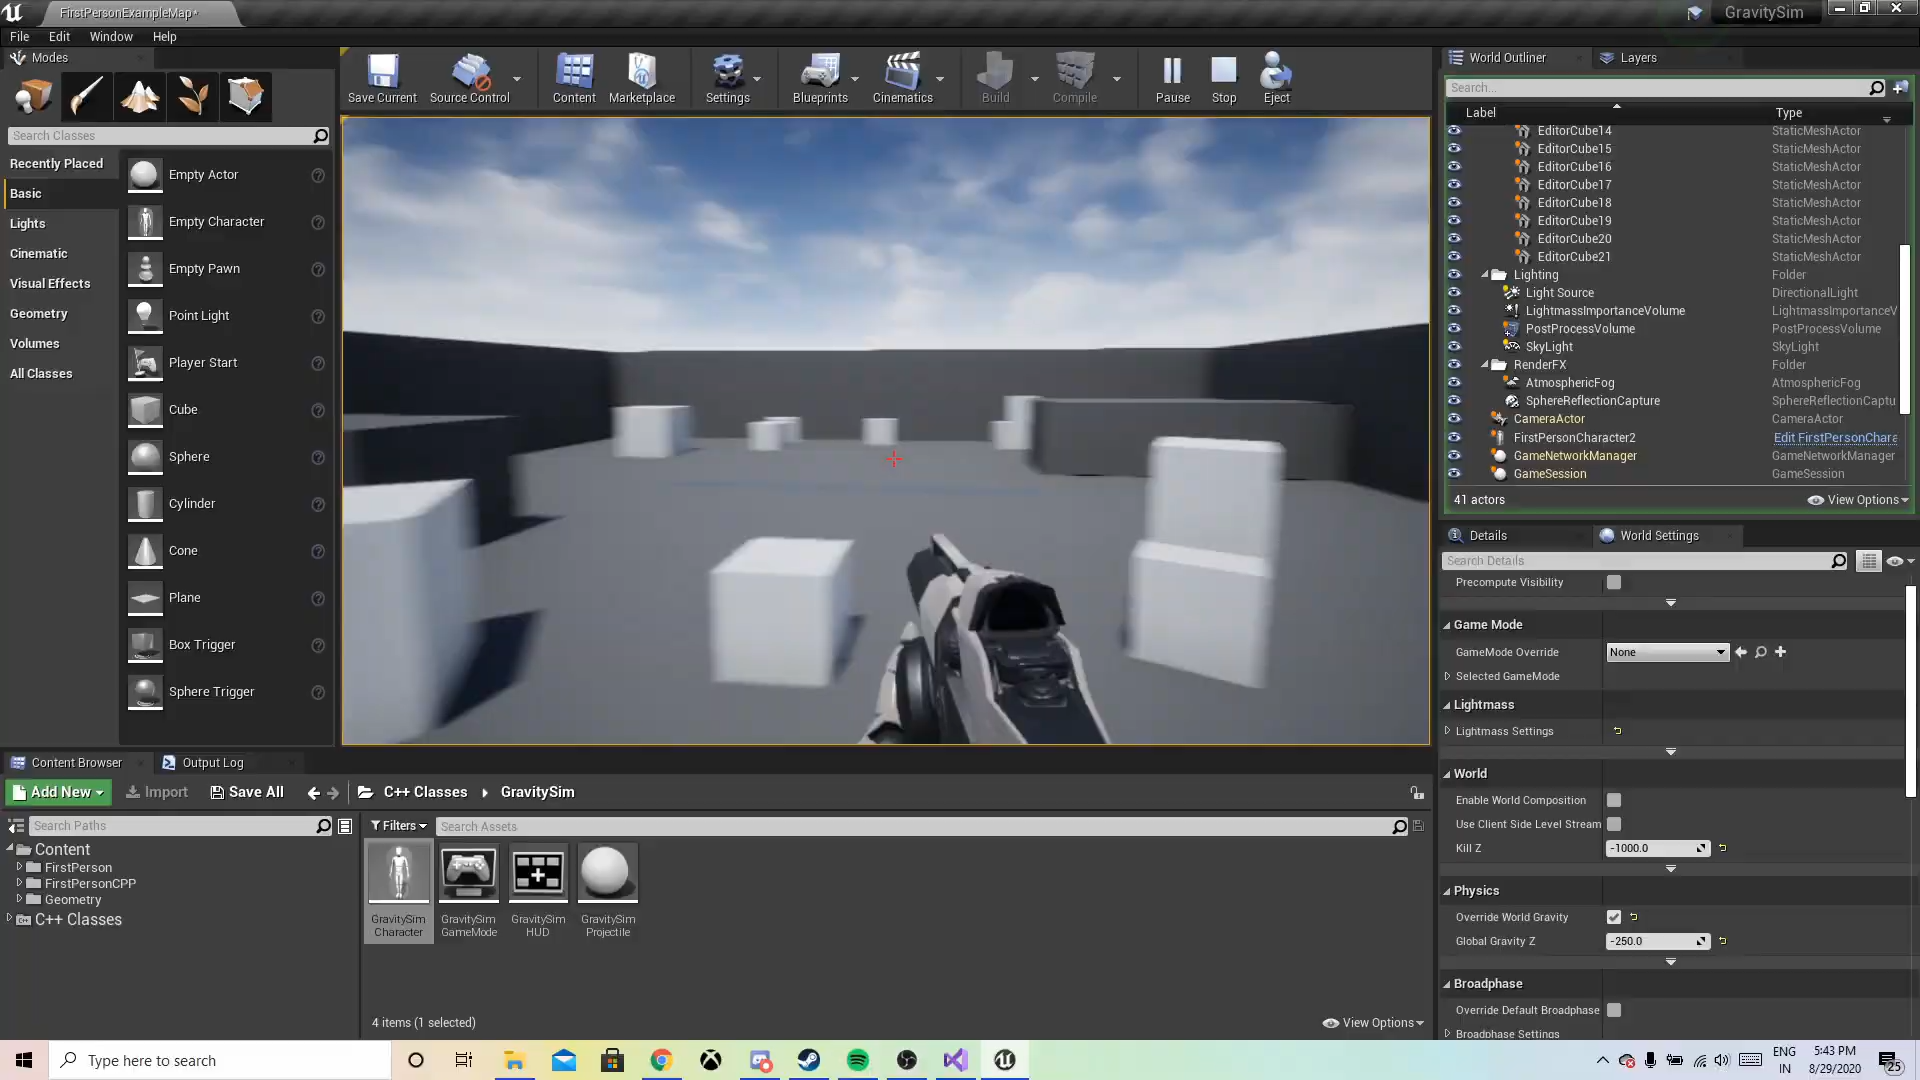 FirstPersonExampleMap*
GravitySim
File Edit Window Help
Modes
Search Classes
Recently Placed
Basic
Lights
Cinematic
Visual Effects
Geometry
Volumes
All Classes
Empty Actor
Empty Character
Empty Pawn
Point Light
Player Start
Cube
Sphere
Cylinder
Cone
Plane
Box Trigger
Sphere Trigger
Save Current
Source Control
Content
Marketplace
Settings
Blueprints
Cinematics
Build
Compile
Pause
Stop
Eject
World Outliner
Layers
Search...
Label Type
EditorCube14 StaticMeshActor
EditorCube15 StaticMeshActor
EditorCube16 StaticMeshActor
EditorCube17 StaticMeshActor
EditorCube18 StaticMeshActor
EditorCube19 StaticMeshActor
EditorCube20 StaticMeshActor
EditorCube21 StaticMeshActor
Lighting Folder
Light Source DirectionalLight
LightmassImportanceVolume LightmassImportanceV
PostProcessVolume PostProcessVolume
SkyLight SkyLight
RenderFX Folder
AtmosphericFog AtmosphericFog
SphereReflectionCapture SphereReflectionCaptu
CameraActor CameraActor
FirstPersonCharacter2 Edit FirstPersonChara
GameNetworkManager GameNetworkManager
GameSession GameSession
41 actors
View Options
Details
World Settings
Search Details
Precompute Visibility
Game Mode
GameMode Override None
Selected GameMode
Lightmass
Lightmass Settings
World
Enable World Composition
Use Client Side Level Stream
Kill Z -1000.0
Physics
Override World Gravity
Global Gravity Z -250.0
Broadphase
Override Default Broadphase
Broadphase Settings
Content Browser
Output Log
Add New
Import
Save All
C++ Classes
GravitySim
Search Paths
Filters
Search Assets
Content
FirstPerson
FirstPersonCPP
Geometry
C++ Classes
GravitySim
Character
GravitySim
GameMode
GravitySim
HUD
GravitySim
Projectile
4 items (1 selected)
View Options
Type here to search
ENG
IN
5:43 PM
8/29/2020
25